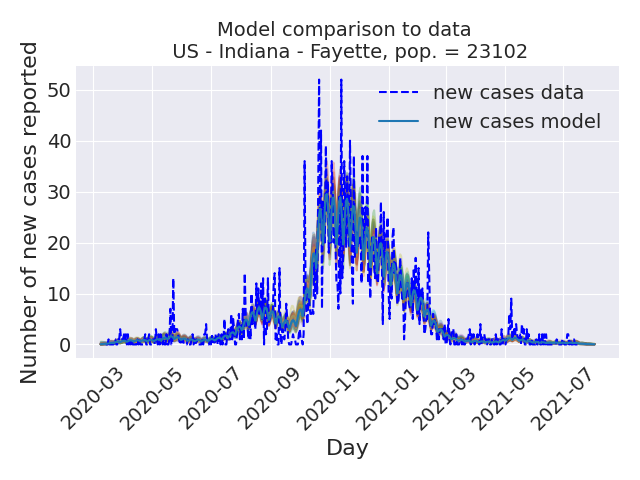 Model comparison to data
US - Indiana - Fayette, pop. = 23102
Number of new cases reported
50
40
30
20
10
0
new cases data
new cases model
2020-03
2020-05
2020-07
2020-09
2020-11
2021-01
2021-03
2021-05
2021-07
Day